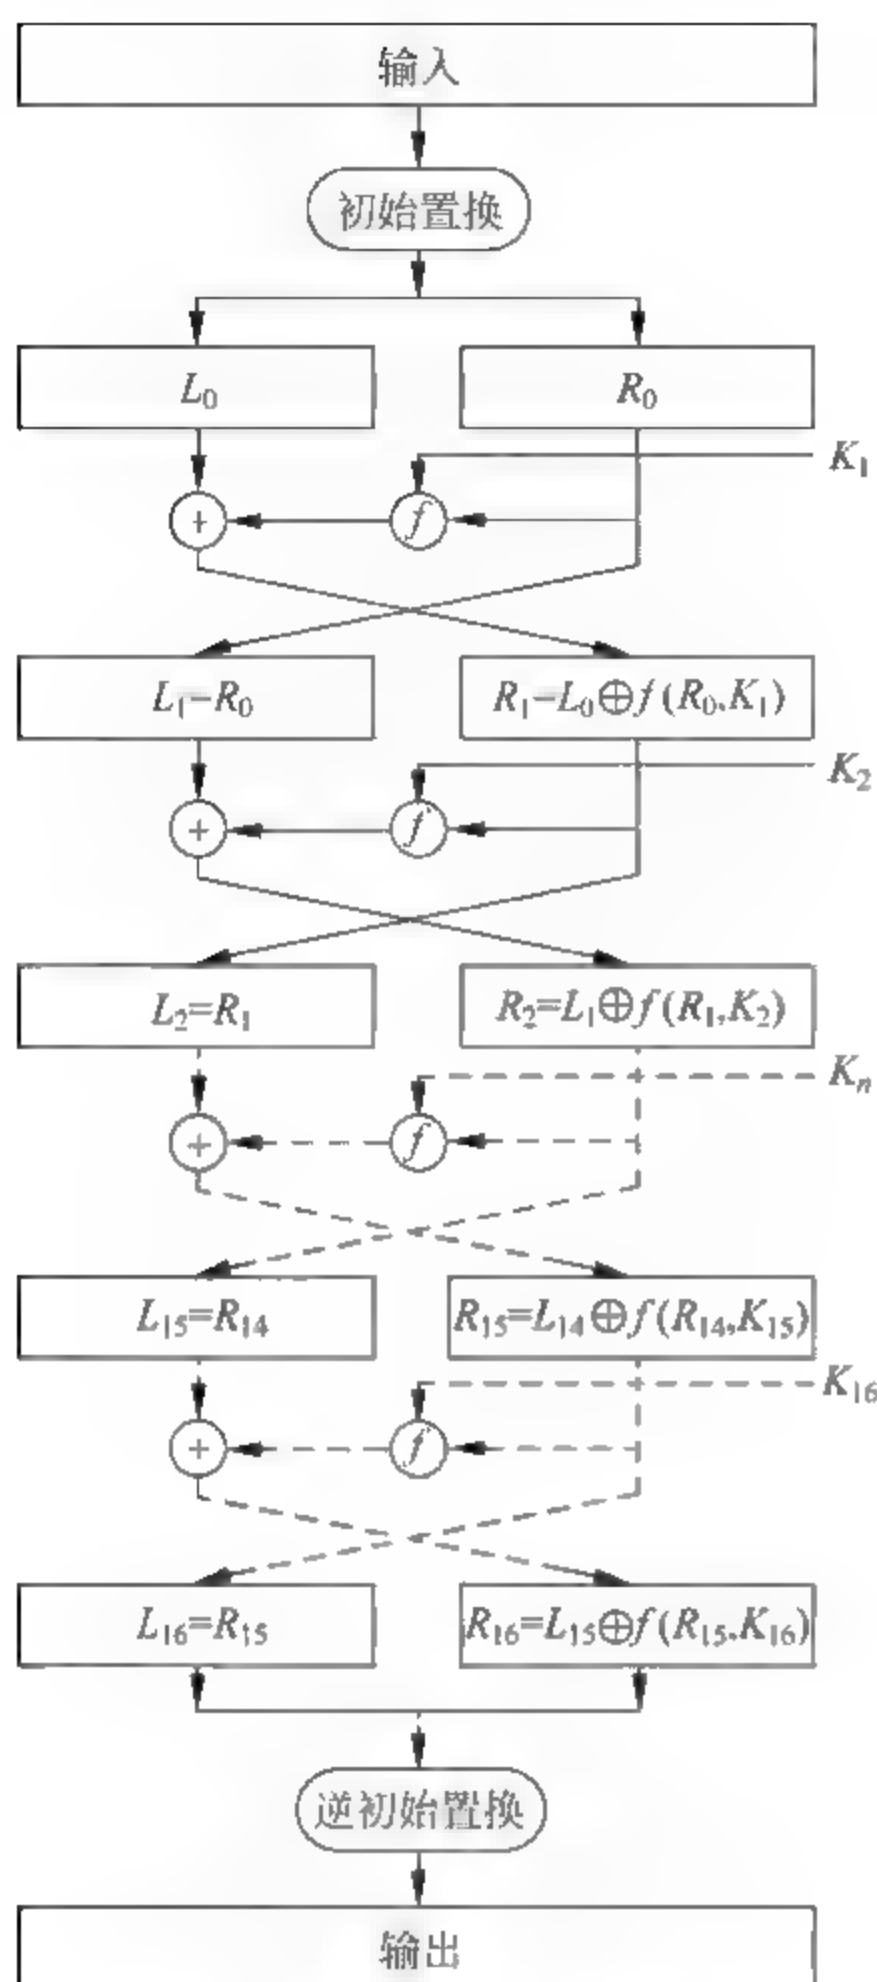 输入
初始置换
L₀
R₀
K₁
+
f
L₁=R₀
R₁=L₀⊕f(R₀,K₁)
K₂
+
f
L₂=R₁
R₂=L₁⊕f(R₁,K₂)
Kₙ
+
f
L₁₅=R₁₄
R₁₅=L₁₄⊕f(R₁₄,K₁₅)
K₁₆
+
f
L₁₆=R₁₅
R₁₆=L₁₅⊕f(R₁₅,K₁₆)
逆初始置换
输出